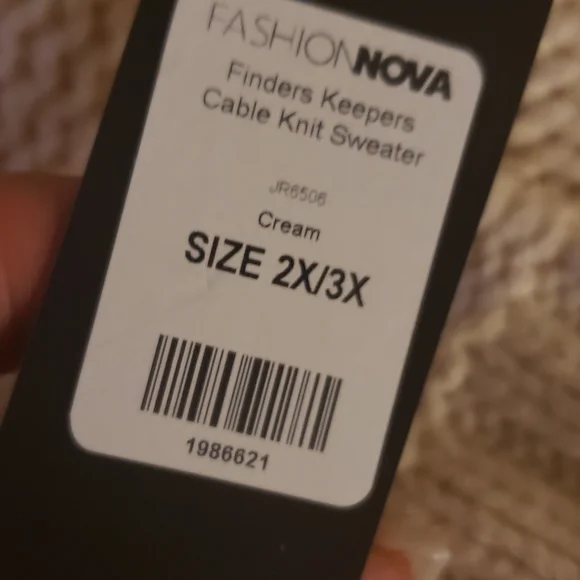 FASHIONNOVA
Finders Keepers
Cable Knit Sweater
JR6506
Cream
SIZE 2X/3X
1986621